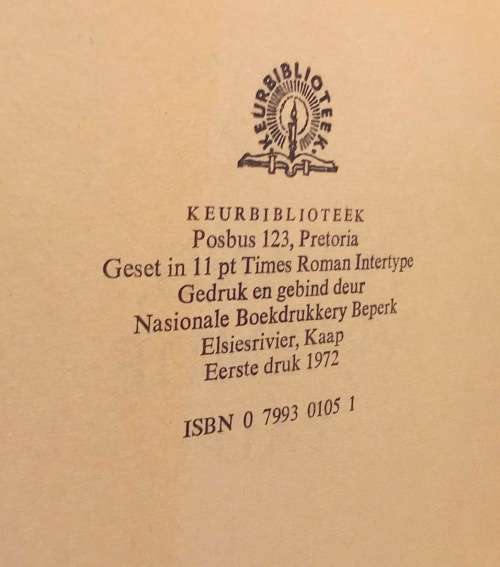 KEURBIBLIOTEEK.
KEURBIBLIOTEEK
Posbus 123, Pretoria
Geset in 11 pt Times Roman Intertype
Gedruk en gebind deur
Nasionale Boekdrukkery Beperk
Elsiesrivier, Kaap
Eerste druk 1972
ISBN 0 7993 0105 1